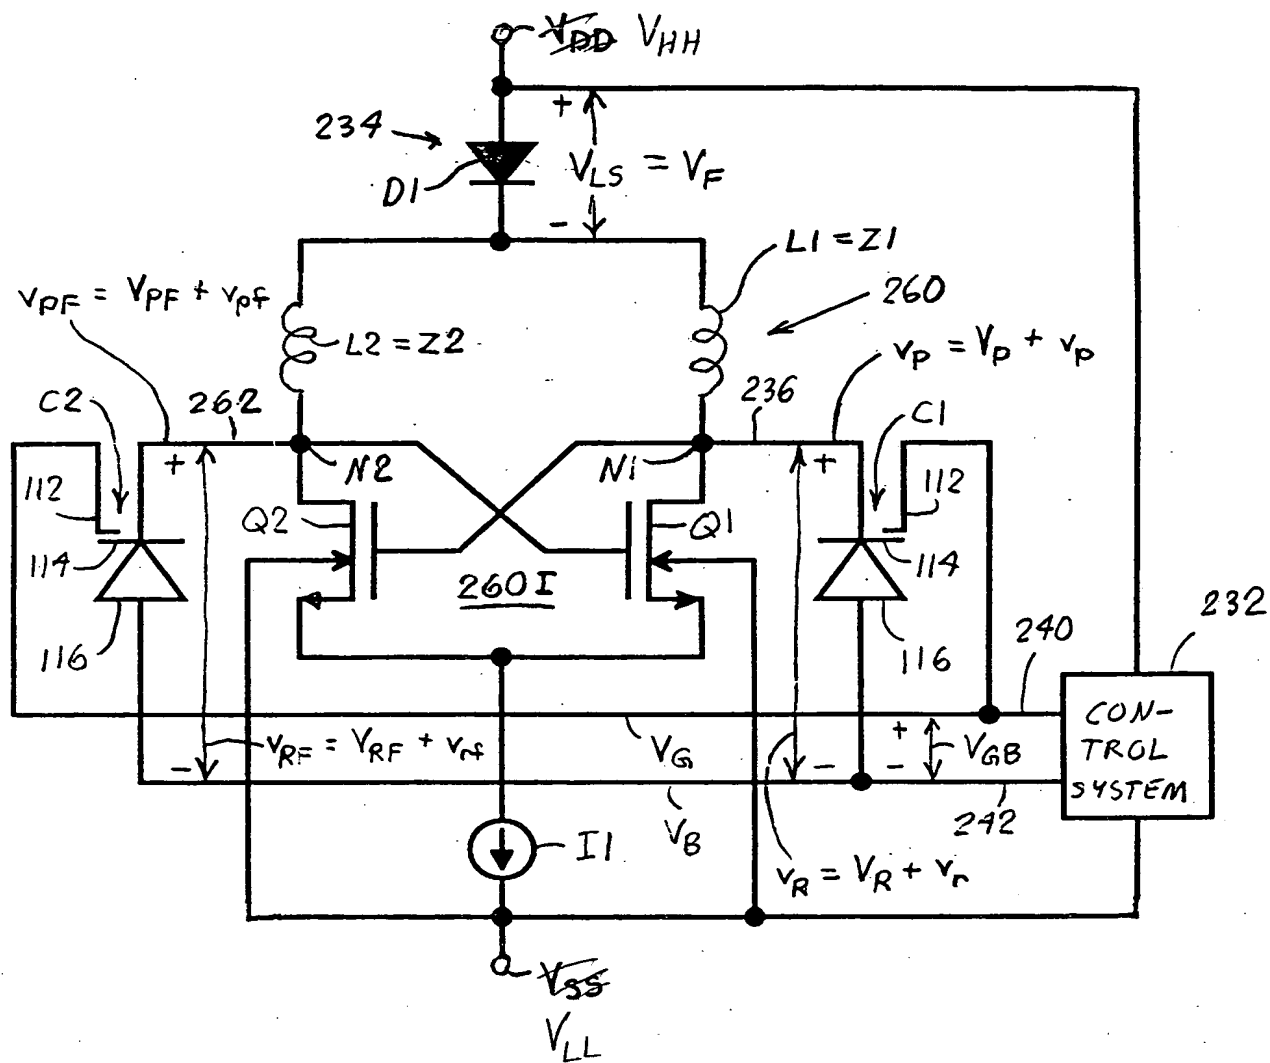 VDD VHH
234
D1
+
VLS = VF
-
L1 = Z1
260
vPF = VPF + vpf
L2 = Z2
vP = VP + vp
C2
262
236
C1
+
N2
N1
+
112
112
Q2
Q1
114
114
260I
116
116
232
240
CON-
TROL
SYSTEM
vRF = VRF + vrf
VG
+
VGB
-
-
-
VB
242
I1
vR = VR + vr
VSS
VLL